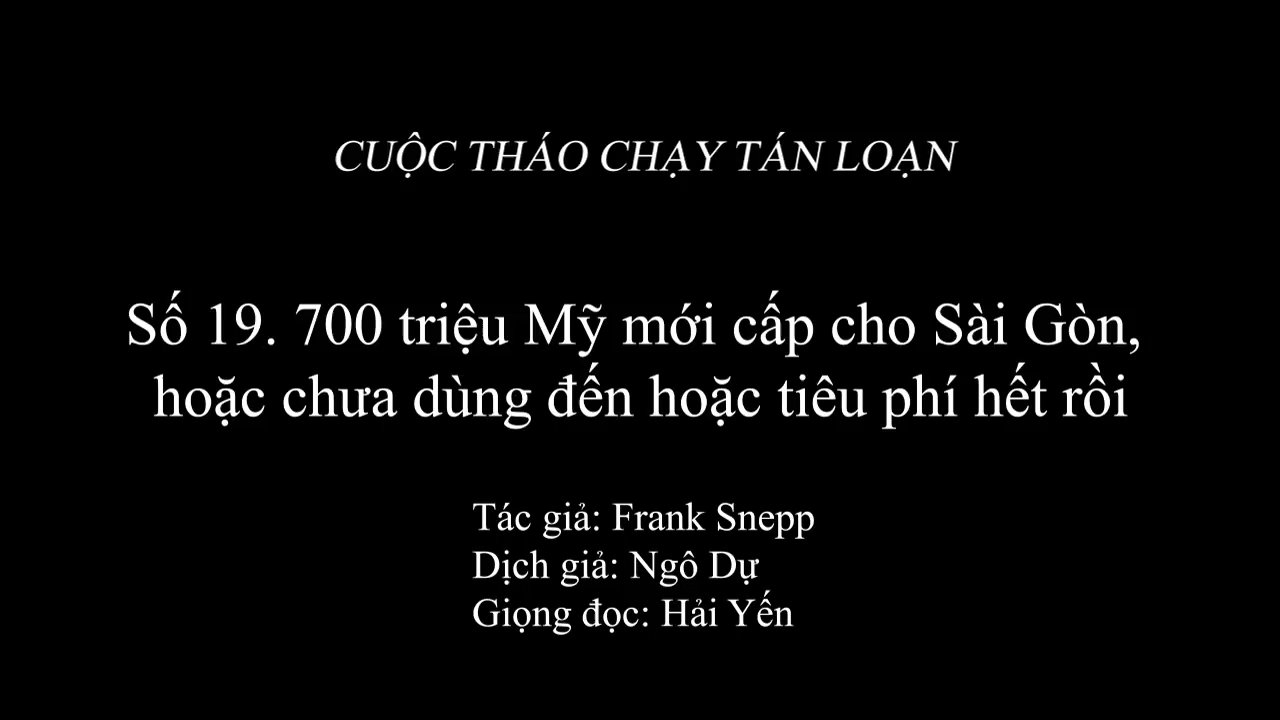 CUỘC THÁO CHẠY TÁN LOẠN
Số 19. 700 triệu Mỹ mới cấp cho Sài Gòn,
hoặc chưa dùng đến hoặc tiêu phí hết rồi
Tác giả: Frank Snepp
Dịch giả: Ngô Dự
Giọng đọc: Hải Yến